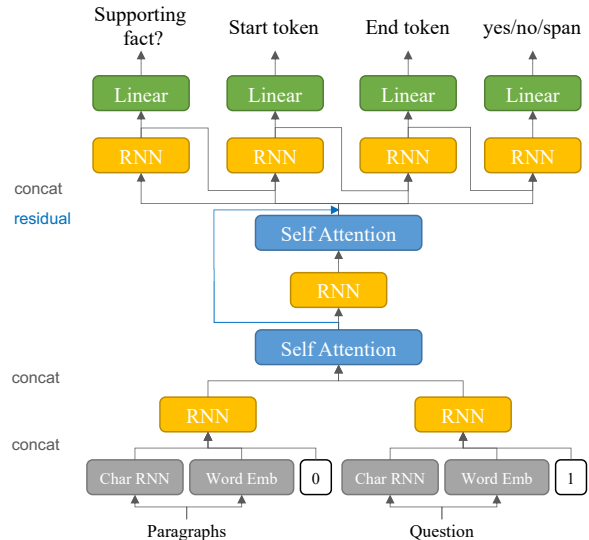 Supporting
fact?
Start token
End token
yes/no/span
Linear
Linear
Linear
Linear
RNN
RNN
RNN
RNN
concat
residual
Self Attention
RNN
Self Attention
concat
RNN
RNN
concat
Char RNN
Word Emb
0
Char RNN
Word Emb
1
Paragraphs
Question